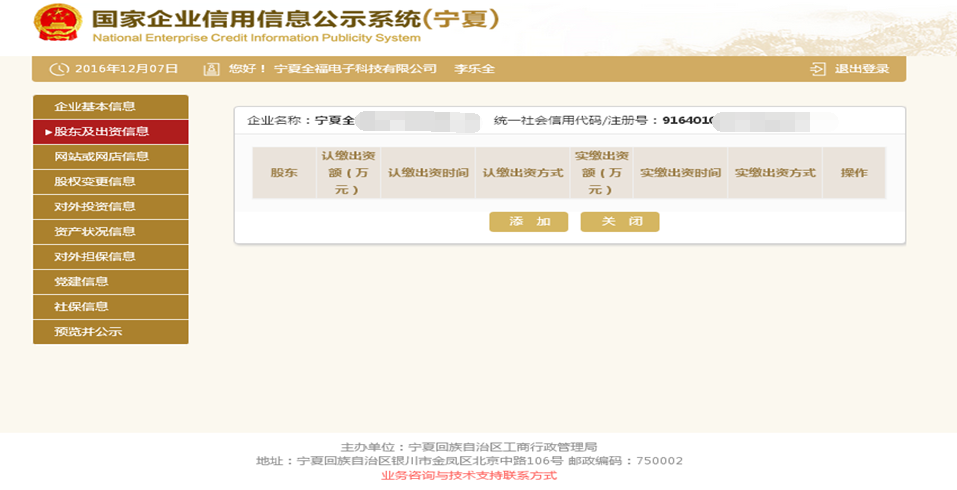 国家企业信用信息公示系统(宁夏)
National Enterprise Credit Information Publicity System
2016年12月07日 您好！ 宁夏全福电子科技有限公司 李乐全 退出登录
企业基本信息
股东及出资信息
网站或网店信息
股权变更信息
对外投资信息
资产状况信息
对外担保信息
党建信息
社保信息
预览并公示
企业名称：宁夏全 统一社会信用代码/注册号：916401
股东 认缴出资额（万元） 认缴出资时间 认缴出资方式 实缴出资额（万元） 实缴出资时间 实缴出资方式 操作
添 加 关 闭
主办单位：宁夏回族自治区工商行政管理局
地址：宁夏回族自治区银川市金凤区北京中路106号 邮政编码：750002
业务咨询与技术支持联系方式